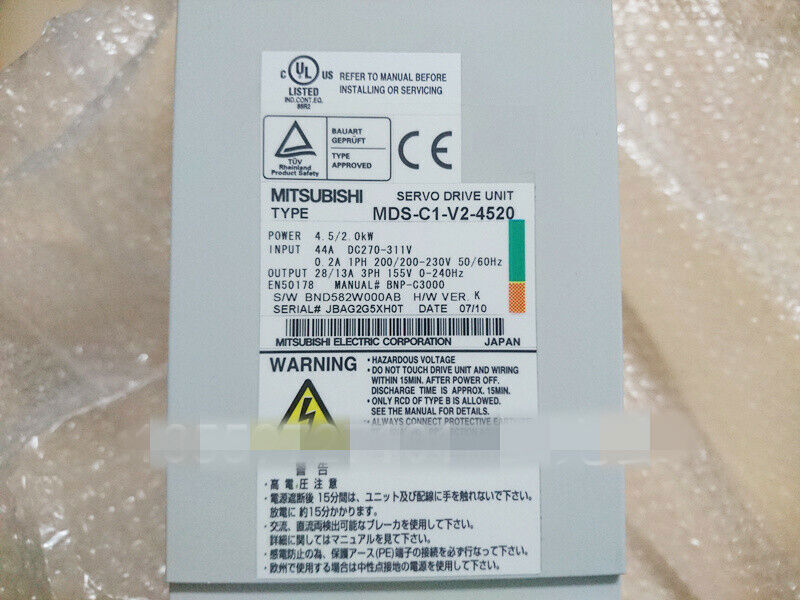 C UL US
LISTED
IND.CONT.EQ.
88R2
REFER TO MANUAL BEFORE
INSTALLING OR SERVICING
TÜV
Rheinland
Product Safety
BAUART
GEPRÜFT
TYPE
APPROVED
CE
MITSUBISHI SERVO DRIVE UNIT
TYPE MDS-C1-V2-4520
POWER 4.5/2.0kW
INPUT 44A DC270-311V
0.2A 1PH 200/200-230V 50/60Hz
OUTPUT 28/13A 3PH 155V 0-240Hz
EN50178 MANUAL# BNP-C3000
S/W BND582W000AB H/W VER. K
SERIAL# JBAG2G5XH0T DATE 07/10
MITSUBISHI ELECTRIC CORPORATION JAPAN
WARNING
・HAZARDOUS VOLTAGE
・DO NOT TOUCH DRIVE UNIT AND WIRING
WITHIN 15MIN. AFTER POWER OFF.
DISCHARGE TIME IS APPROX. 15MIN.
・ONLY RCD OF TYPE B IS ALLOWED.
SEE THE MANUAL FOR DETAILS.
・ALWAYS CONNECT PROTECTIVE
警告
・高電圧注意
・電源遮断後15分間は、ユニット及び配線に手を触れないで下さい。
放電に約15分かかります。
・交流、直流両検出可能なブレーカを使用して下さい。
詳細に関してはマニュアルを見て下さい。
・感電防止の為、保護アース(PE)端子の接続を必ず行なって下さい。
・欧州で使用する場合は中性点接地の電源を使用して下さい。